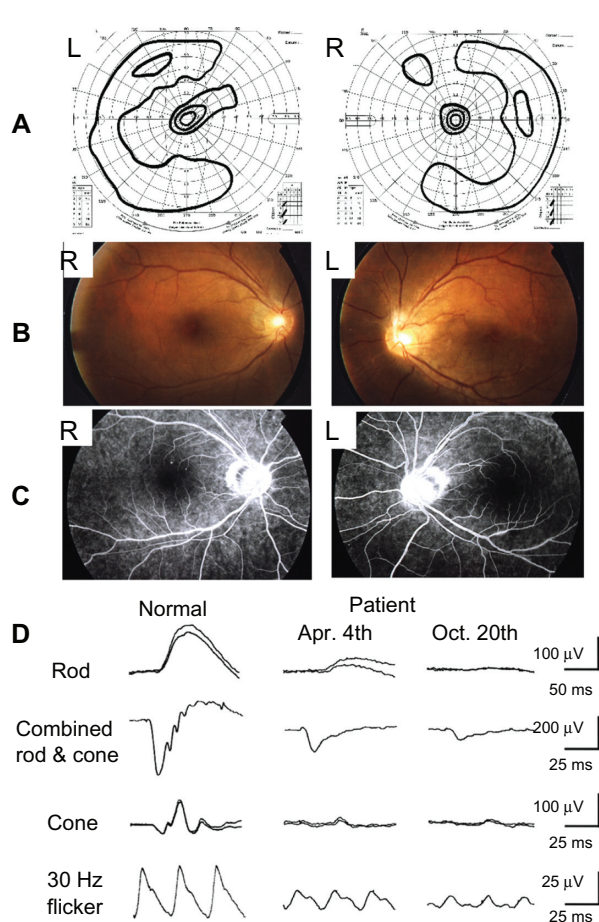 L R
A
R L
B
R L
C
Normal Patient
D Apr. 4th Oct. 20th
Rod 100 µV
50 ms
Combined
rod & cone 200 µV
25 ms
Cone 100 µV
25 ms
30 Hz
flicker 25 µV
25 ms